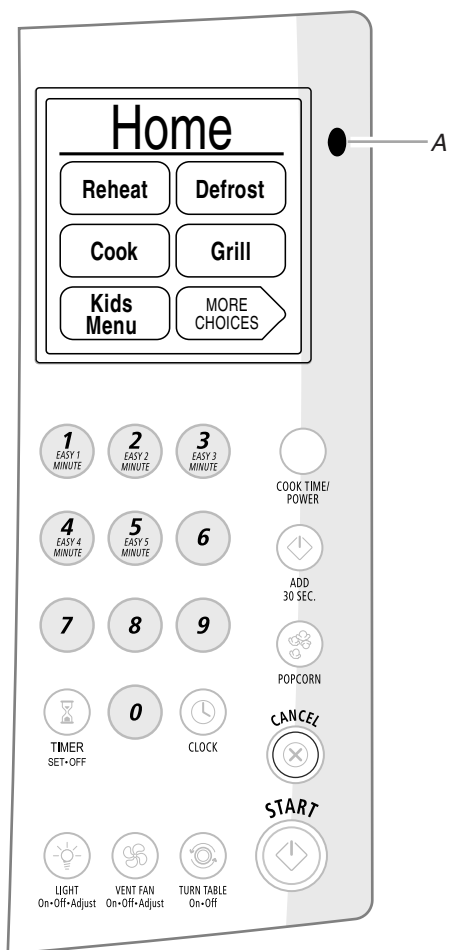 Home
A
Reheat
Defrost
Cook
Grill
Kids
Menu
MORE
CHOICES
1
EASY 1
MINUTE
2
EASY 2
MINUTE
3
EASY 3
MINUTE
COOK TIME/
POWER
4
EASY 4
MINUTE
5
EASY 5
MINUTE
6
ADD
30 SEC.
7
8
9
POPCORN
TIMER
SET•OFF
0
CLOCK
CANCEL
START
LIGHT
On•Off•Adjust
VENT FAN
On•Off•Adjust
TURN TABLE
On•Off